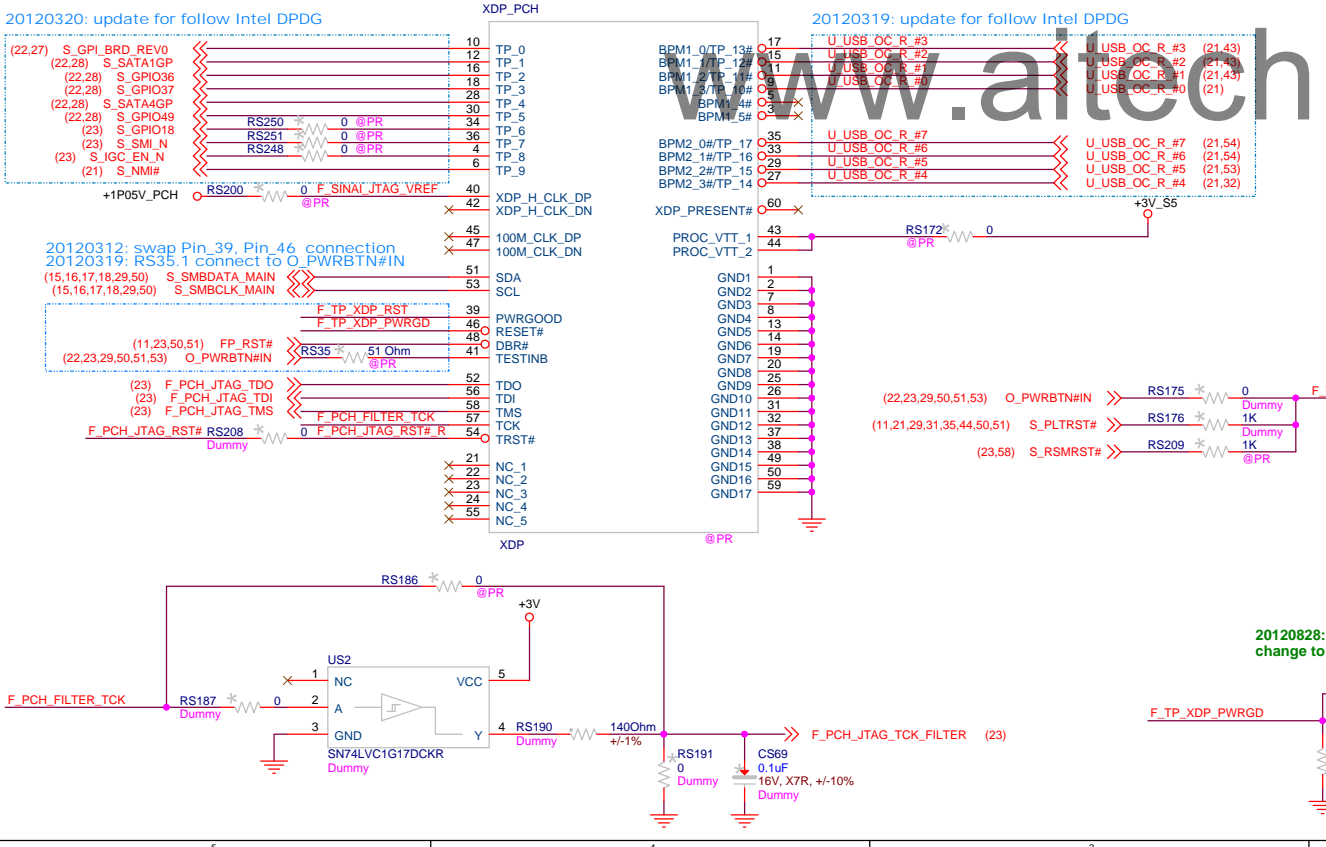 XDP_PCH
20120320: update for follow Intel DPDG
20120319: update for follow Intel DPDG
www.aitech
(22,27) S_GPI_BRD_REV0
(22,28) S_SATA1GP
(22,28) S_GPIO36
(22,28) S_GPIO37
(22,28) S_SATA4GP
(22,28) S_GPIO49
(23) S_GPIO18
(23) S_SMI_N
(23) S_IGC_EN_N
(21) S_NMI#
RS250 0 @PR
RS251 0 @PR
RS248 0 @PR
10 TP_0
12 TP_1
16 TP_2
18 TP_3
28 TP_4
30 TP_5
34 TP_6
36 TP_7
4 TP_8
6 TP_9
+1P05V_PCH RS200 0 F_SINAI_JTAG_VREF
@PR
40 XDP_H_CLK_DP
42 XDP_H_CLK_DN
45 100M_CLK_DP
47 100M_CLK_DN
20120312: swap Pin_39, Pin_46 connection
20120319: RS35.1 connect to O_PWRBTN#IN
(15,16,17,18,29,50) S_SMBDATA_MAIN
(15,16,17,18,29,50) S_SMBCLK_MAIN
51 SDA
53 SCL
F_TP_XDP_RST 39 PWRGOOD
F_TP_XDP_PWRGD 46 RESET#
(11,23,50,51) FP_RST# 48 DBR#
(22,23,29,50,51,53) O_PWRBTN#IN RS35 51 Ohm 41 TESTINB
@PR
(23) F_PCH_JTAG_TDO 52 TDO
(23) F_PCH_JTAG_TDI 56 TDI
(23) F_PCH_JTAG_TMS 58 TMS
F_PCH_FILTER_TCK 57 TCK
F_PCH_JTAG_RST# RS208 0 F_PCH_JTAG_RST#_R 54 TRST#
Dummy
21 NC_1
22 NC_2
23 NC_3
24 NC_4
55 NC_5
XDP
@PR
BPM1_0/TP_13# 17 U_USB_OC_R_#3 U_USB_OC_R_#3 (21,43)
BPM1_1/TP_12# 15 U_USB_OC_R_#2 U_USB_OC_R_#2 (21,43)
BPM1_2/TP_11# 11 U_USB_OC_R_#1 U_USB_OC_R_#1 (21,43)
BPM1_3/TP_10# 9 U_USB_OC_R_#0 U_USB_OC_R_#0 (21)
BPM1_4# 5
BPM1_5# 3
BPM2_0#/TP_17 35 U_USB_OC_R_#7 U_USB_OC_R_#7 (21,54)
BPM2_1#/TP_16 33 U_USB_OC_R_#6 U_USB_OC_R_#6 (21,54)
BPM2_2#/TP_15 29 U_USB_OC_R_#5 U_USB_OC_R_#5 (21,53)
BPM2_3#/TP_14 27 U_USB_OC_R_#4 U_USB_OC_R_#4 (21,32)
XDP_PRESENT# 60
+3V_S5
PROC_VTT_1 43 RS172 0
PROC_VTT_2 44 @PR
GND1 1
GND2 2
GND3 7
GND4 8
GND5 13
GND6 14
GND7 19
GND8 20
GND9 25
GND10 26
GND11 31
GND12 32
GND13 37
GND14 38
GND15 49
GND16 50
GND17 59
(22,23,29,50,51,53) O_PWRBTN#IN RS175 0
Dummy
F_
(11,21,29,31,35,44,50,51) S_PLTRST# RS176 1K
Dummy
(23,58) S_RSMRST# RS209 1K
@PR
RS186 0
@PR
+3V
US2
1 NC
VCC 5
F_PCH_FILTER_TCK RS187 0 2 A
Dummy
3 GND
Y 4 RS190 140Ohm
Dummy +/-1%
SN74LVC1G17DCKR
Dummy
F_PCH_JTAG_TCK_FILTER (23)
RS191
0
Dummy
CS69
0.1uF
16V, X7R, +/-10%
Dummy
20120828:
change to
F_TP_XDP_PWRGD